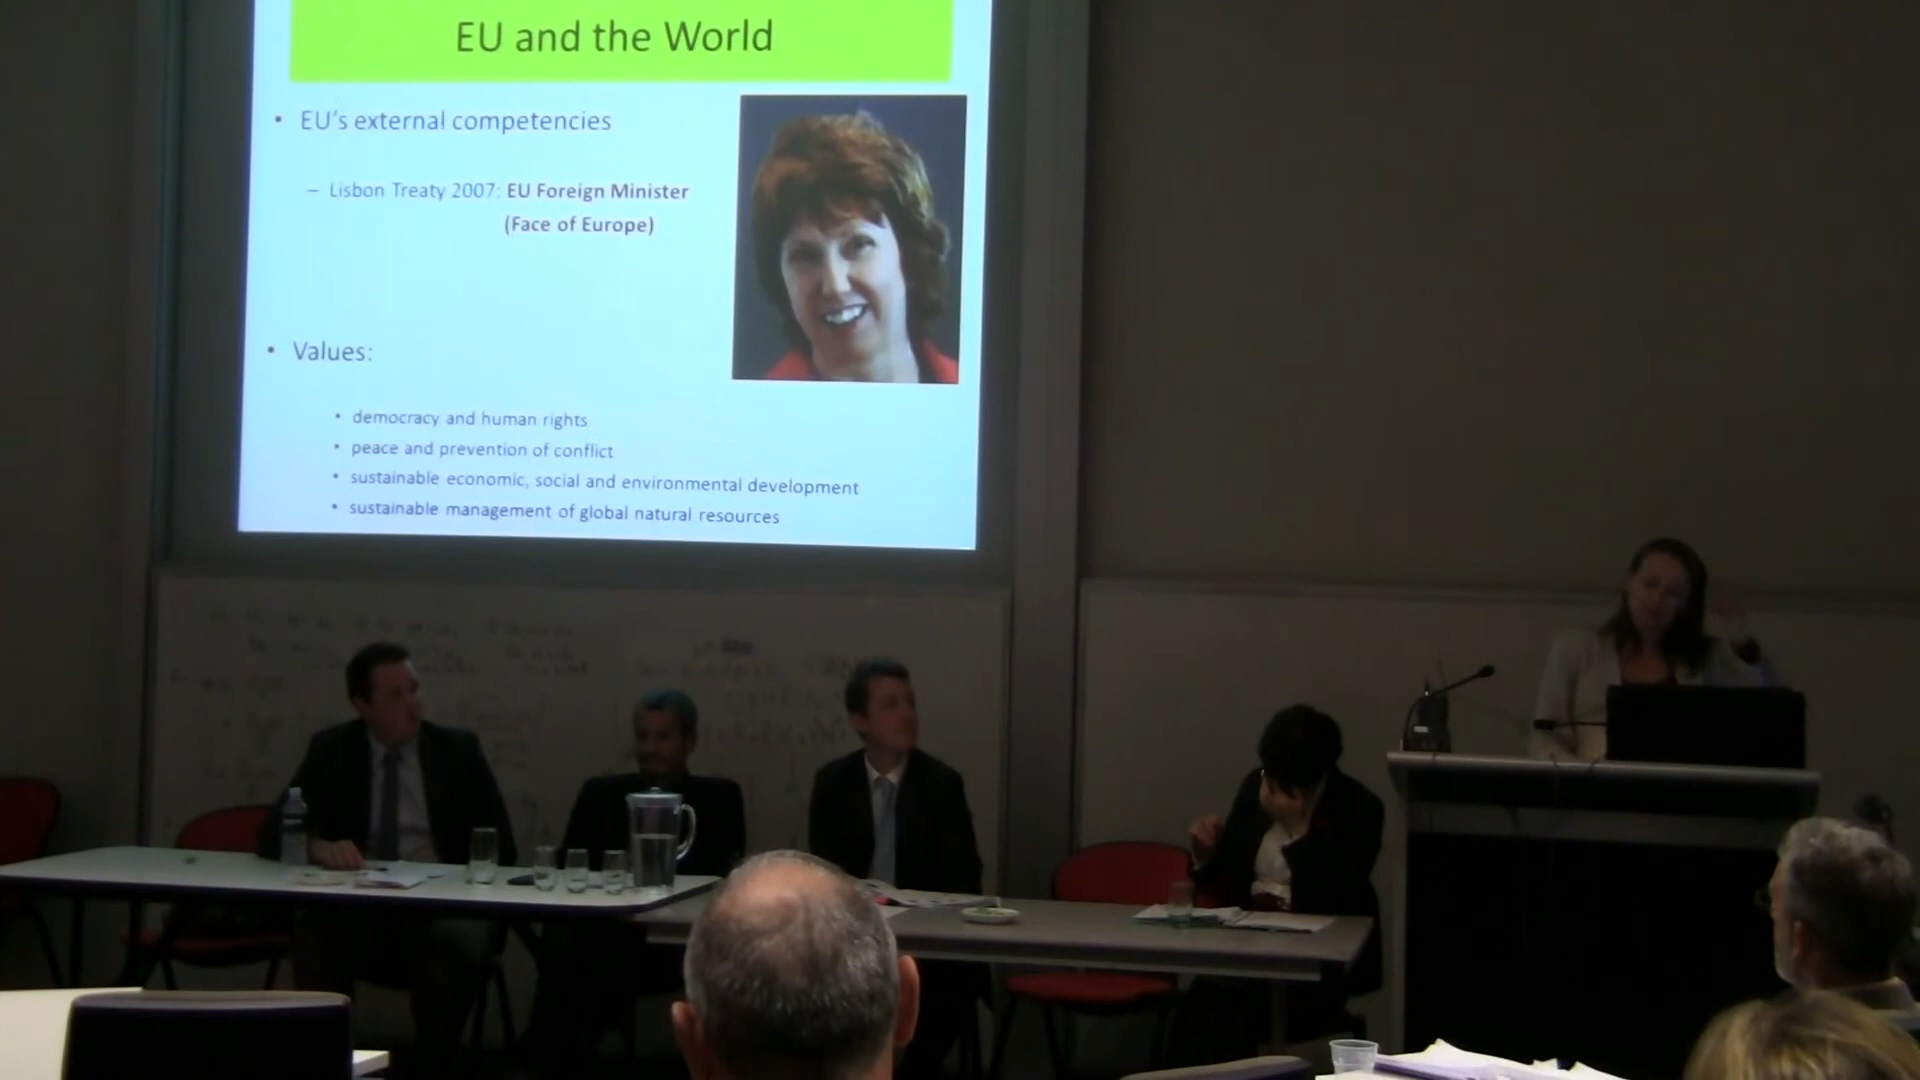 EU and the World
• EU's external competencies
– Lisbon Treaty 2007: EU Foreign Minister
(Face of Europe)
• Values:
• democracy and human rights
• peace and prevention of conflict
• sustainable economic, social and environmental development
• sustainable management of global natural resources